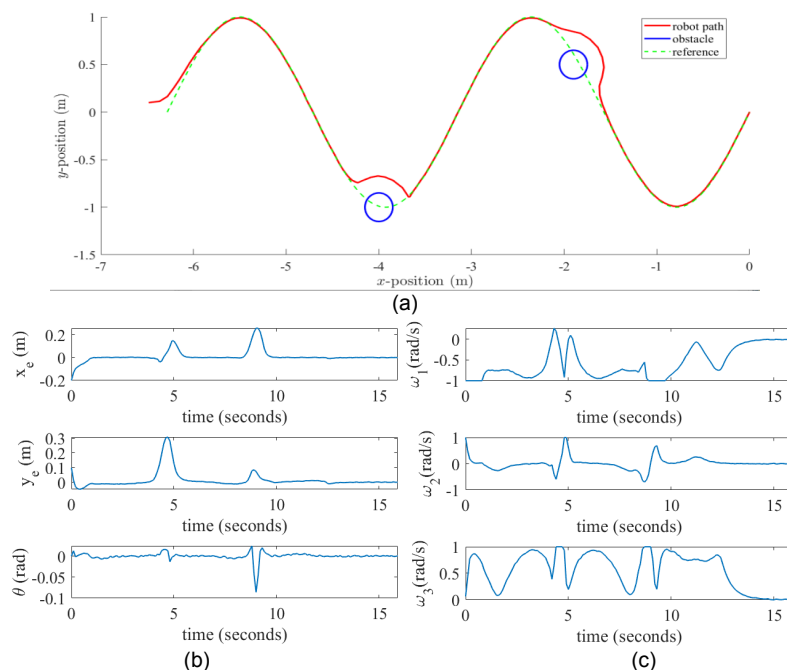 1
0.5
0
-0.5
-1
-1.5
y-position (m)
-7 -6 -5 -4 -3 -2 -1 0
x-position (m)
robot path
obstacle
reference
(a)
0.2
0
-0.2
x_e (m)
0 5 10 15
time (seconds)
0
-0.5
-1
ω_1(rad/s)
0 5 10 15
time (seconds)
0.3
0.2
0.1
0
y_e (m)
0 5 10 15
time (seconds)
1
0
-1
ω_2(rad/s)
0 5 10 15
time (seconds)
0
-0.05
-0.1
θ (rad)
0 5 10 15
time (seconds)
1
0.5
0
ω_3(rad/s)
0 5 10 15
time (seconds)
(b) (c)